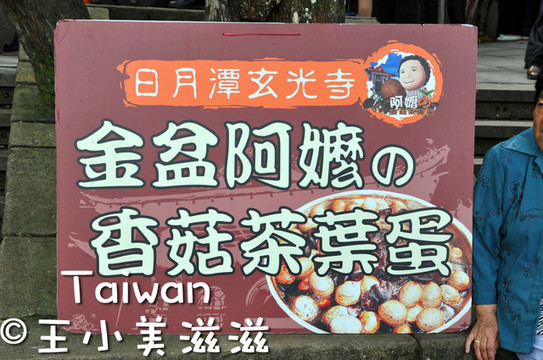 日月潭玄光寺
阿嬤の
金盆阿嬤の
香菇茶葉蛋
Taiwan
© 王小美滋滋